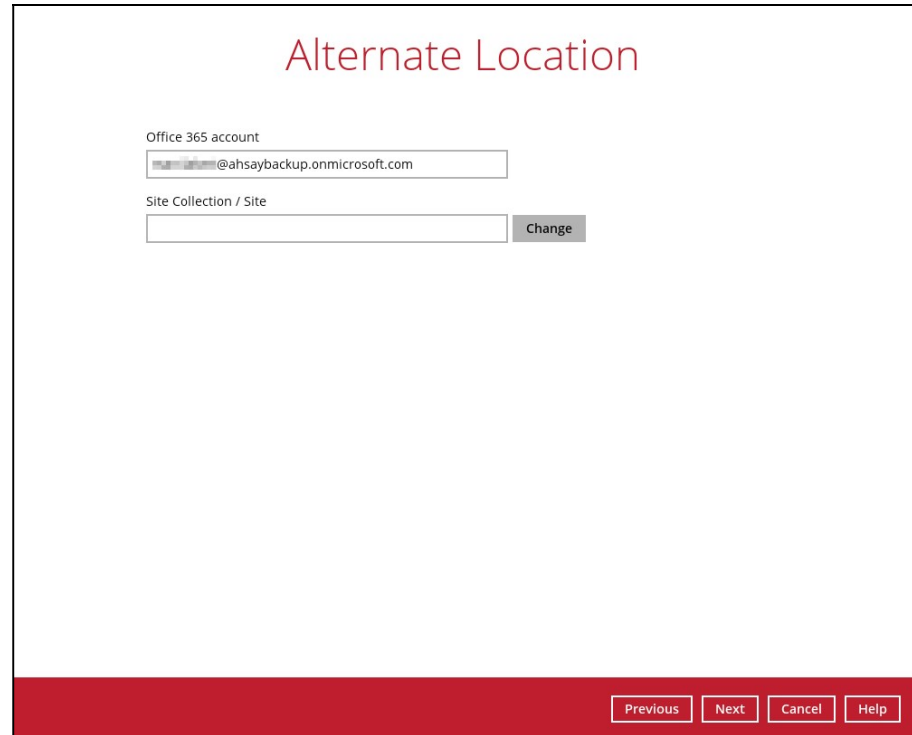 Alternate Location
Office 365 account
@ahsaybackup.onmicrosoft.com
Site Collection / Site
Change
Previous Next Cancel Help